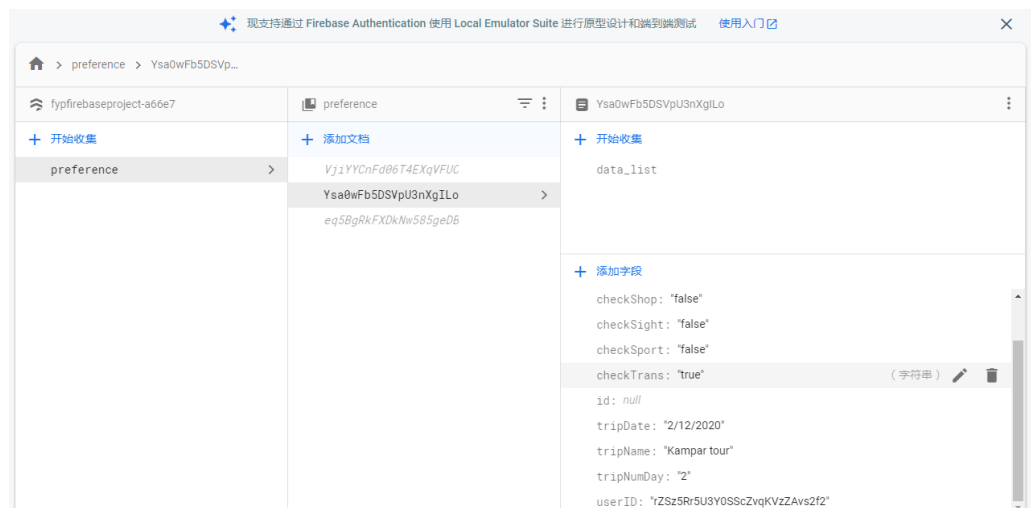 现支持通过 Firebase Authentication 使用 Local Emulator Suite 进行原型设计和端到端测试 使用入门
preference > Ysa0wFb5DSVp...
fypfirebaseproject-a66e7
开始收集
preference
preference
添加文档
VjiYYCnFd06T4EXqVFUC
Ysa0wFb5DSVpU3nXgILo
eq5BgRkFXDkNw585geDB
Ysa0wFb5DSVpU3nXgILo
开始收集
data_list
添加字段
checkShop: "false"
checkSight: "false"
checkSport: "false"
checkTrans: "true" (字符串)
id: null
tripDate: "2/12/2020"
tripName: "Kampar tour"
tripNumDay: "2"
userID: "rZSz5Rr5U3Y0SScZvqKVzZAvs2f2"